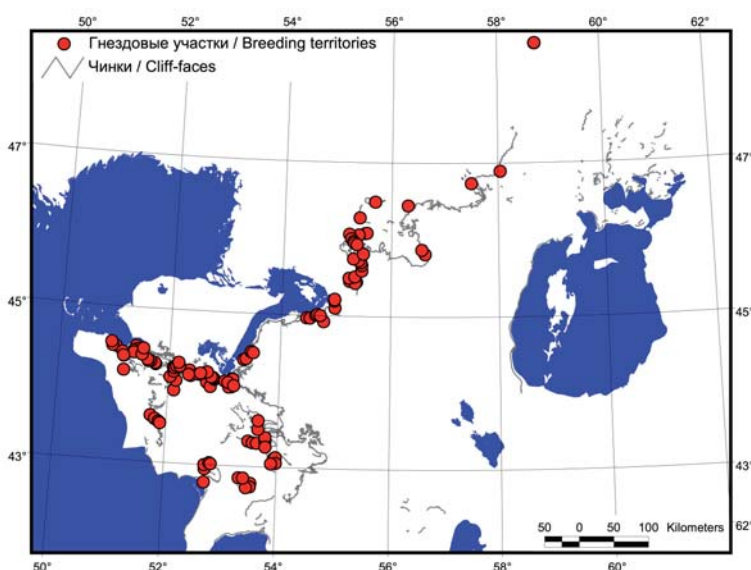 52° 54° 56° 58° 60° 62°
Гнездовые участки / Breeding territories
Чинки / Cliff-faces
47° 47°
45° 45°
43° 43°
50 0 50 100 Kilometers
62°
50° 52° 54° 56° 58° 60°
50°